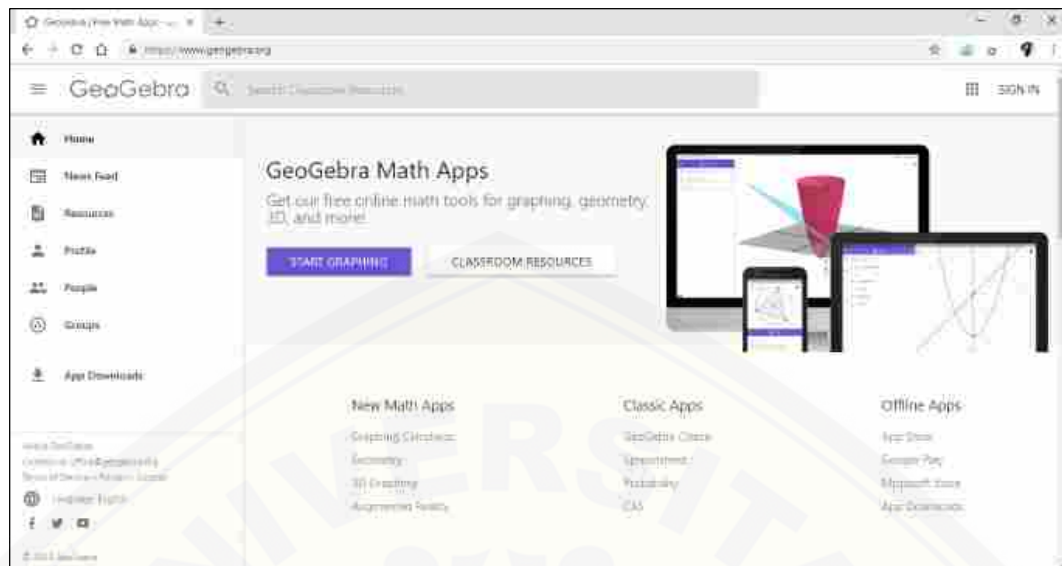 GeoGebra
SIGN IN
Home
News Feed
Resources
Profile
People
Groups
App Downloads
GeoGebra Math Apps
Get our free online math tools for graphing, geometry,
3D, and more!
START GRAPHING
CLASSROOM RESOURCES
New Math Apps
Graphing Calculator
Geometry
3D Graphing
Augmented Reality
Classic Apps
GeoGebra Classic
Spreadsheet
Probability
CAS
Offline Apps
App Store
Google Play
Microsoft Store
App Downloads